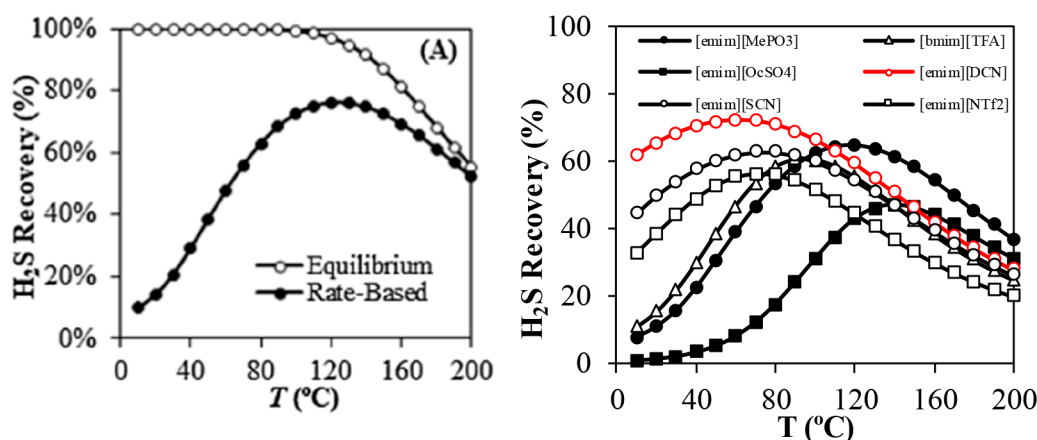 (A)
100%
80%
60%
40%
20%
0%
H₂S Recovery (%)
Equilibrium
Rate-Based
0 40 80 120 160 200
T (ºC)
[emim][MePO3] [bmim][TFA]
[emim][OcSO4] [emim][DCN]
[emim][SCN] [emim][NTf2]
100
80
60
40
20
0
H₂S Recovery (%)
0 40 80 120 160 200
T (ºC)